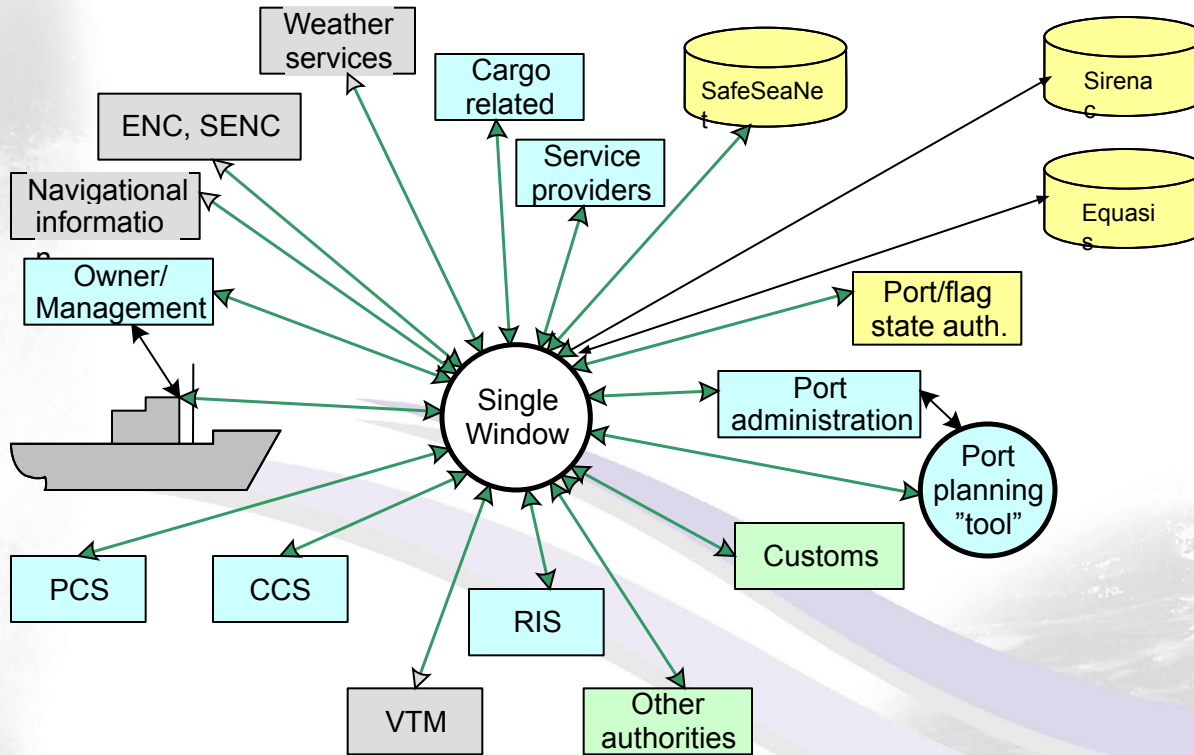 Weather
services
Cargo
related
SafeSeaNe
t
Sirena
c
ENC, SENC
Service
providers
Navigational
informatio
n
Equasi
s
Owner/
Management
Port/flag
state auth.
Single
Window
Port
administration
Port
planning
”tool”
Customs
PCS
CCS
RIS
VTM
Other
authorities